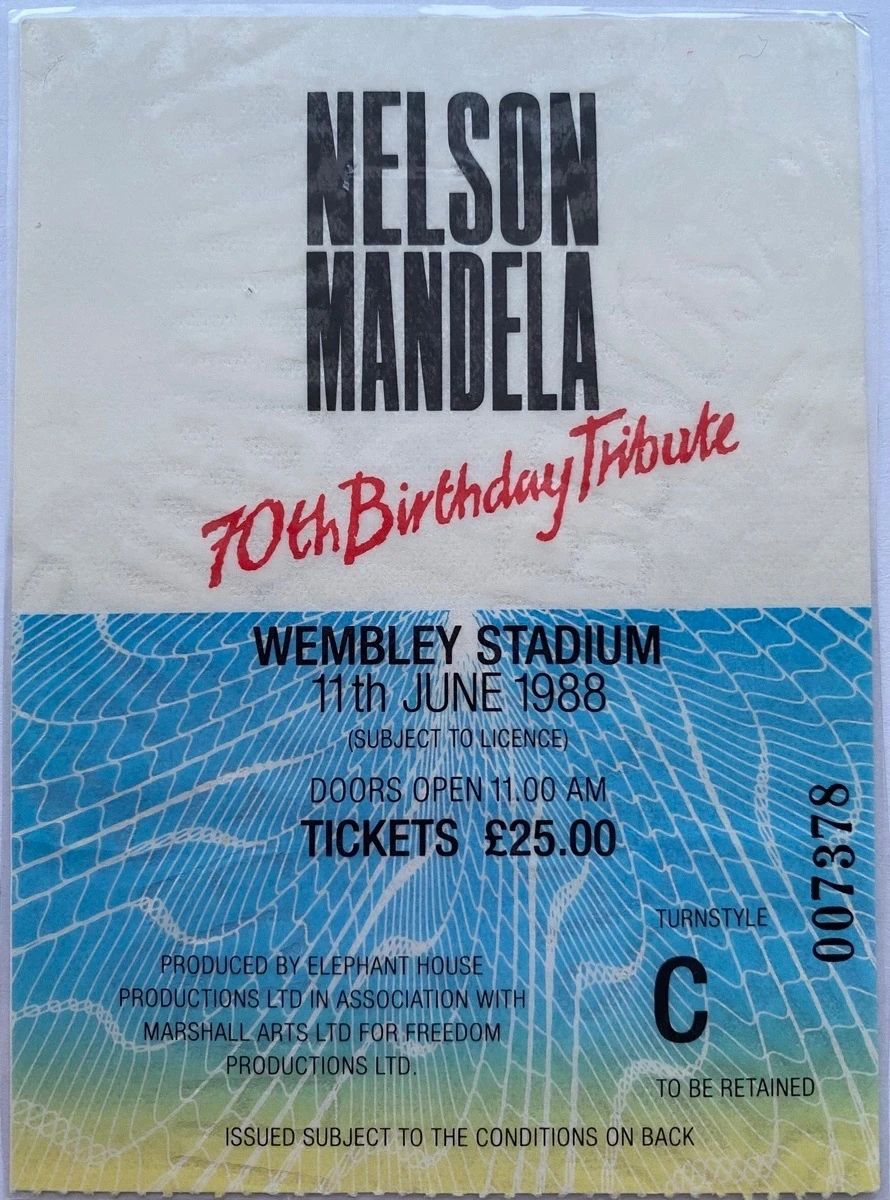 NELSON
MANDELA
70th Birthday Tribute
WEMBLEY STADIUM
11th JUNE 1988
(SUBJECT TO LICENCE)
DOORS OPEN 11.00 AM
TICKETS £25.00
007378
TURNSTYLE
C
TO BE RETAINED
PRODUCED BY ELEPHANT HOUSE
PRODUCTIONS LTD IN ASSOCIATION WITH
MARSHALL ARTS LTD FOR FREEDOM
PRODUCTIONS LTD.
ISSUED SUBJECT TO THE CONDITIONS ON BACK